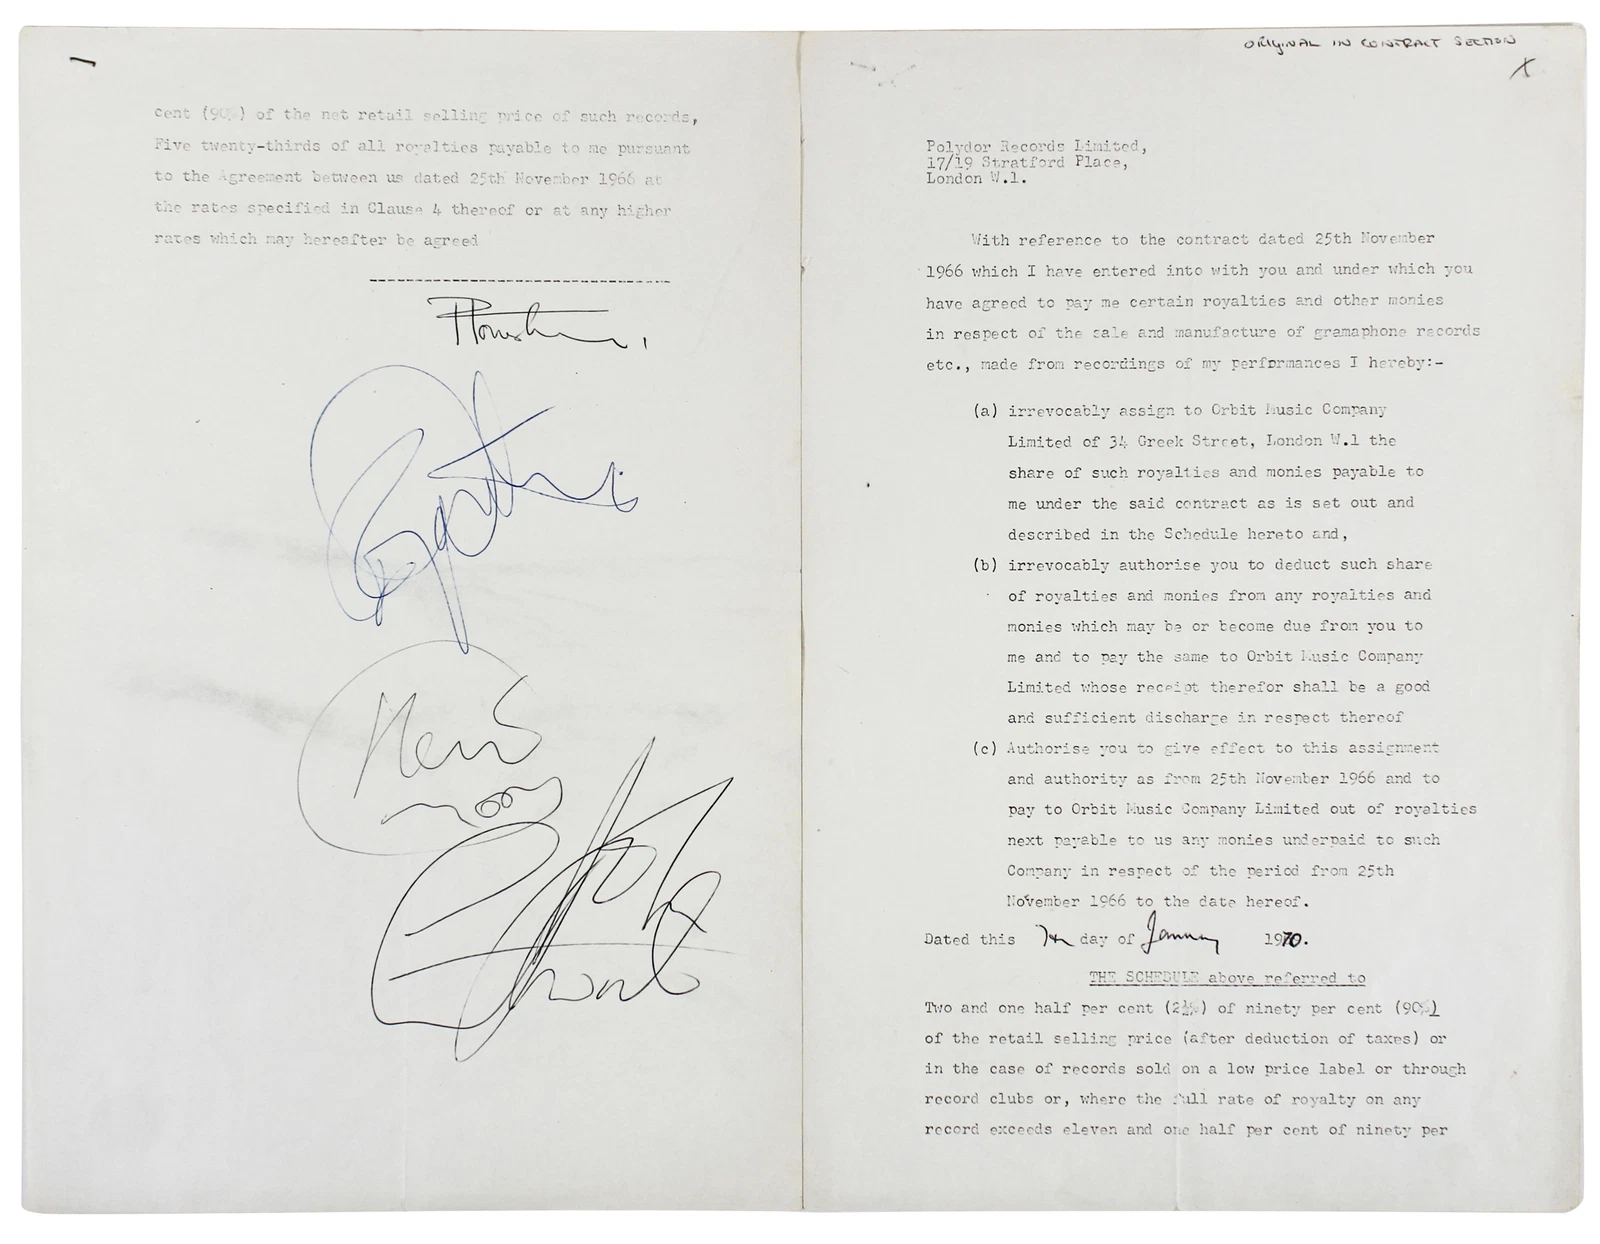 ORIGINAL IN CONTRACT SECTION
X
Polydor Records Limited,
17/19 Stratford Place,
London W.1.
With reference to the contract dated 25th November
1966 which I have entered into with you and under which you
have agreed to pay me certain royalties and other monies
in respect of the sale and manufacture of gramaphone records
etc., made from recordings of my performances I hereby:-
(a) irrevocably assign to Orbit Music Company
Limited of 34 Greek Street, London W.1 the
share of such royalties and monies payable to
me under the said contract as is set out and
described in the Schedule hereto and,
(b) irrevocably authorise you to deduct such share
of royalties and monies from any royalties and
monies which may be or become due from you to
me and to pay the same to Orbit Music Company
Limited whose receipt therefor shall be a good
and sufficient discharge in respect thereof
(c) Authorise you to give effect to this assignment
and authority as from 25th November 1966 and to
pay to Orbit Music Company Limited out of royalties
next payable to us any monies underpaid to such
Company in respect of the period from 25th
November 1966 to the date hereof.
Dated this 7th day of January 1970.
THE SCHEDULE above referred to
Two and one half per cent (2½%) of ninety per cent (90%)
of the retail selling price (after deduction of taxes) or
in the case of records sold on a low price label or through
record clubs or, where the full rate of royalty on any
record exceeds eleven and one half per cent of ninety per
cent (90%) of the net retail selling price of such records,
Five twenty-thirds of all royalties payable to me pursuant
to the Agreement between us dated 25th November 1966 at
the rates specified in Clause 4 thereof or at any higher
rates which may hereafter be agreed
Keith
Moon